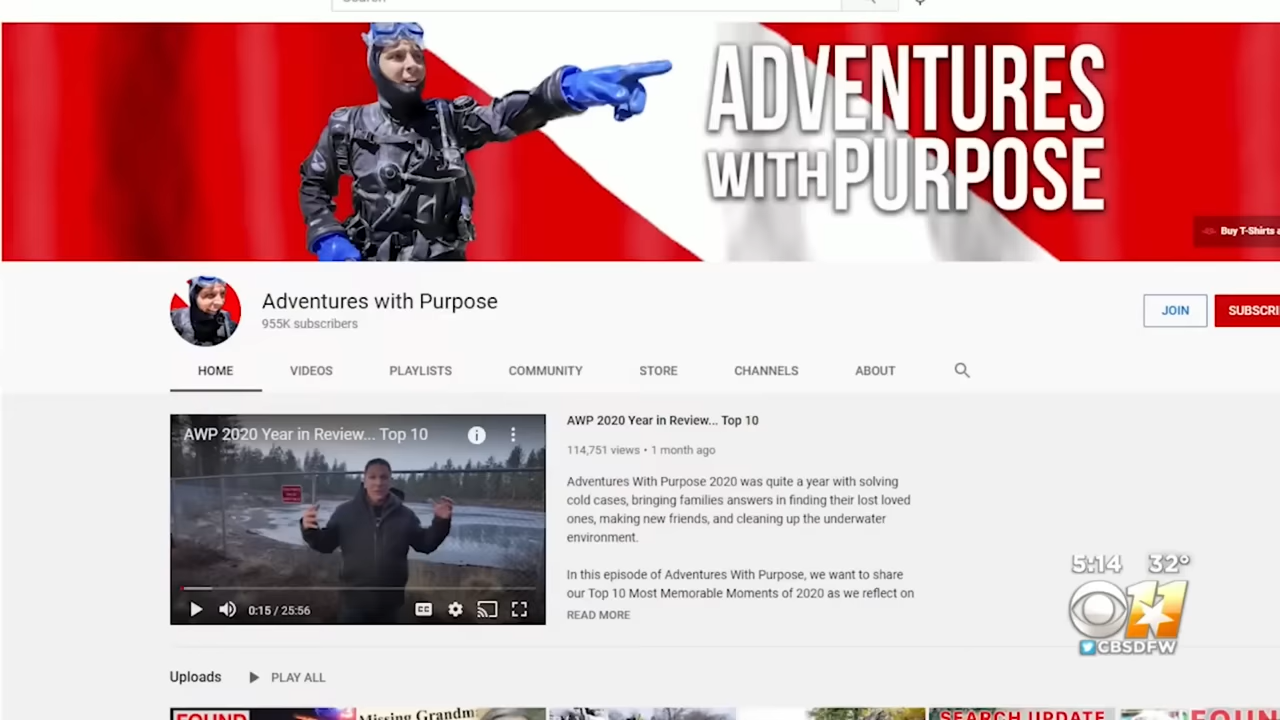 ADVENTURES
WITH PURPOSE
Buy T-Shirts
Adventures with Purpose
955K subscribers
JOIN
SUBSCRI
HOME
VIDEOS
PLAYLISTS
COMMUNITY
STORE
CHANNELS
ABOUT
AWP 2020 Year in Review... Top 10
0:15 / 25:56
CC
AWP 2020 Year in Review... Top 10
114,751 views • 1 month ago
Adventures With Purpose 2020 was quite a year with solving
cold cases, bringing families answers in finding their lost loved
ones, making new friends, and cleaning up the underwater
environment.
In this episode of Adventures With Purpose, we want to share
our Top 10 Most Memorable Moments of 2020 as we reflect on
READ MORE
5:14 32°
11
CBSDFW
Uploads
PLAY ALL
FOUND
Missing Grandm
SEARCH UPDATE
FOUN